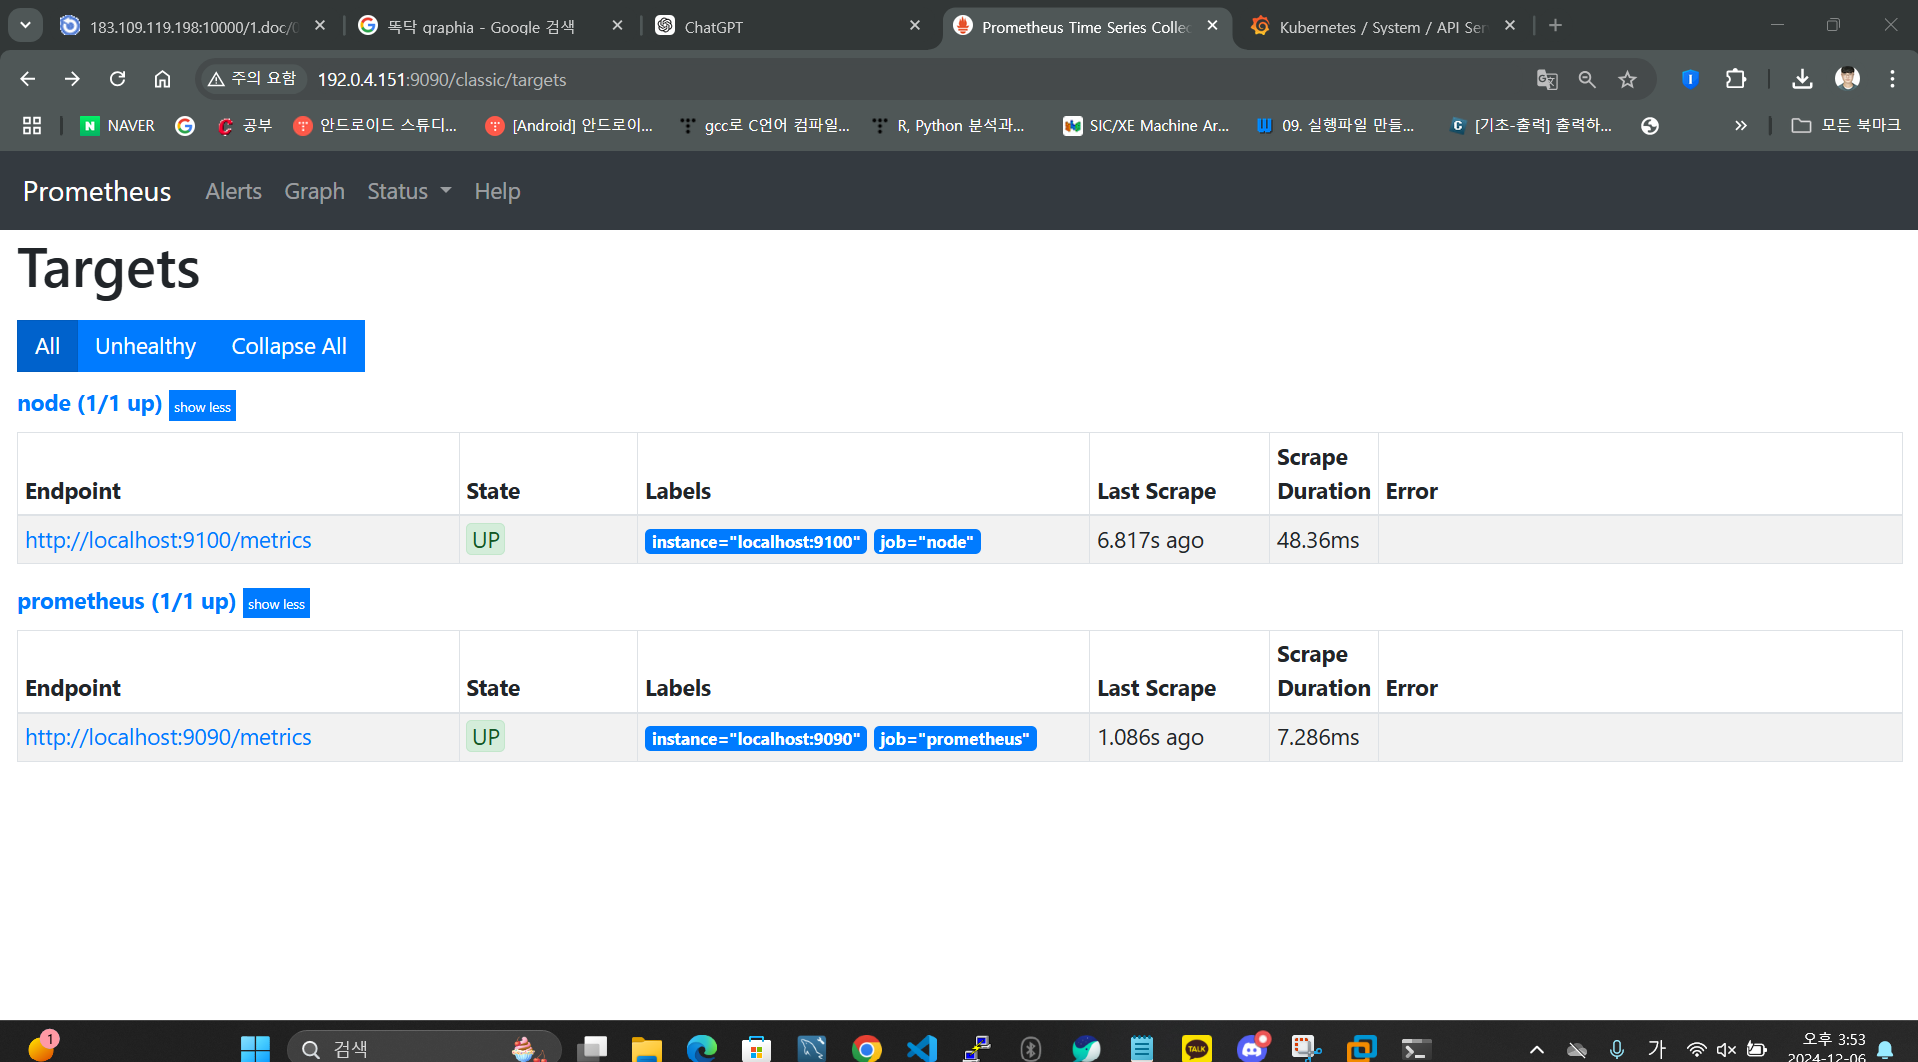 183.109.119.198:10000/1.doc/
똑닥 graphia - Google 검색
ChatGPT
Prometheus Time Series Collec
Kubernetes / System / API Ser
주의 요함
192.0.4.151:9090/classic/targets
NAVER
공부
안드로이드 스튜디...
[Android] 안드로이...
gcc로 C언어 컴파일...
R, Python 분석과...
SIC/XE Machine Ar...
09. 실행파일 만들...
[기초-출력] 출력하...
모든 북마크
Prometheus Alerts Graph Status Help
Targets
All Unhealthy Collapse All
node (1/1 up) show less
Endpoint State Labels Last Scrape Scrape Duration Error
http://localhost:9100/metrics UP instance="localhost:9100" job="node" 6.817s ago 48.36ms
prometheus (1/1 up) show less
Endpoint State Labels Last Scrape Scrape Duration Error
http://localhost:9090/metrics UP instance="localhost:9090" job="prometheus" 1.086s ago 7.286ms
1
검색
TALK
가
오후 3:53
2024-12-06